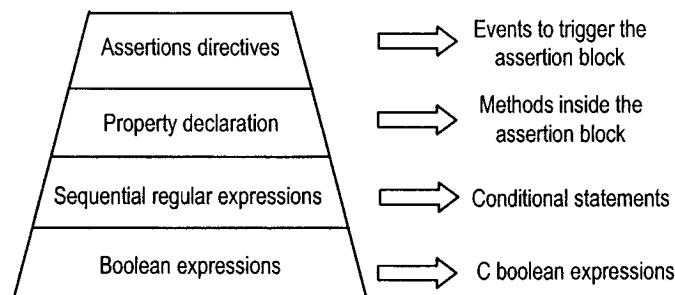 Assertions directives
Events to trigger the
assertion block
Property declaration
Methods inside the
assertion block
Sequential regular expressions
Conditional statements
Boolean expressions
C boolean expressions